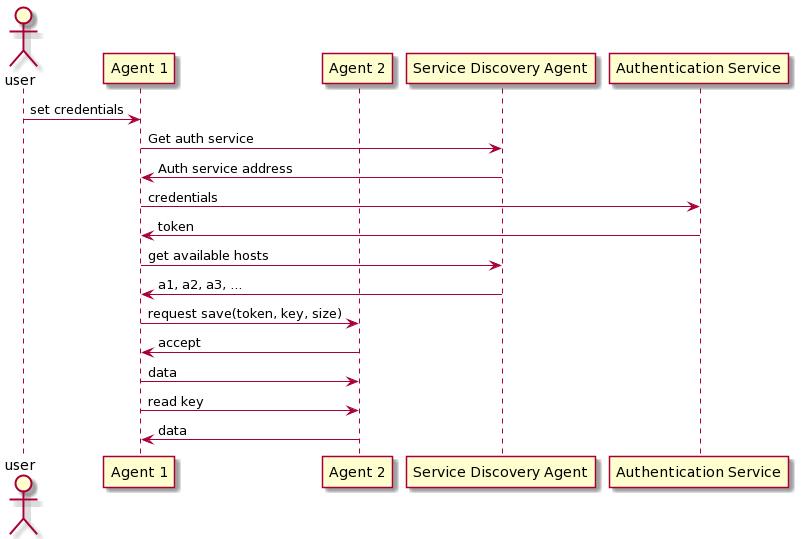 user
Agent 1
Agent 2
Service Discovery Agent
Authentication Service
set credentials
Get auth service
Auth service address
credentials
token
get available hosts
a1, a2, a3, ...
request save(token, key, size)
accept
data
read key
data
user
Agent 1
Agent 2
Service Discovery Agent
Authentication Service